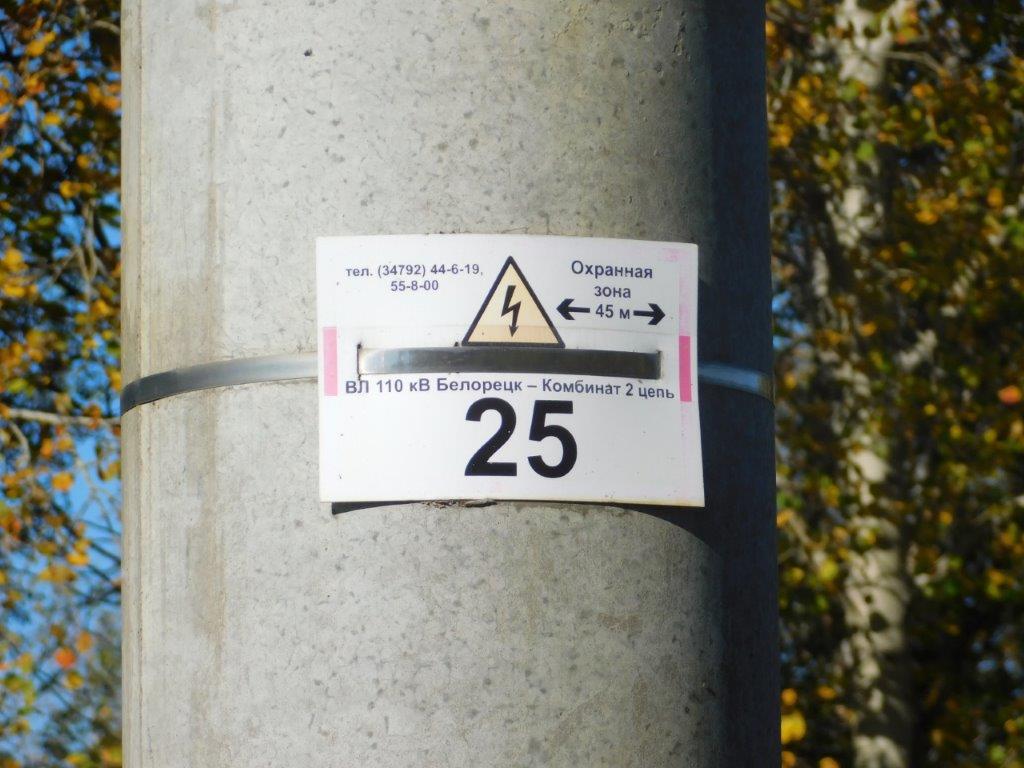 тел. (34792) 44-6-19,
55-8-00
Охранная
зона
45 м
ВЛ 110 кВ Белорецк – Комбинат 2 цепь
25